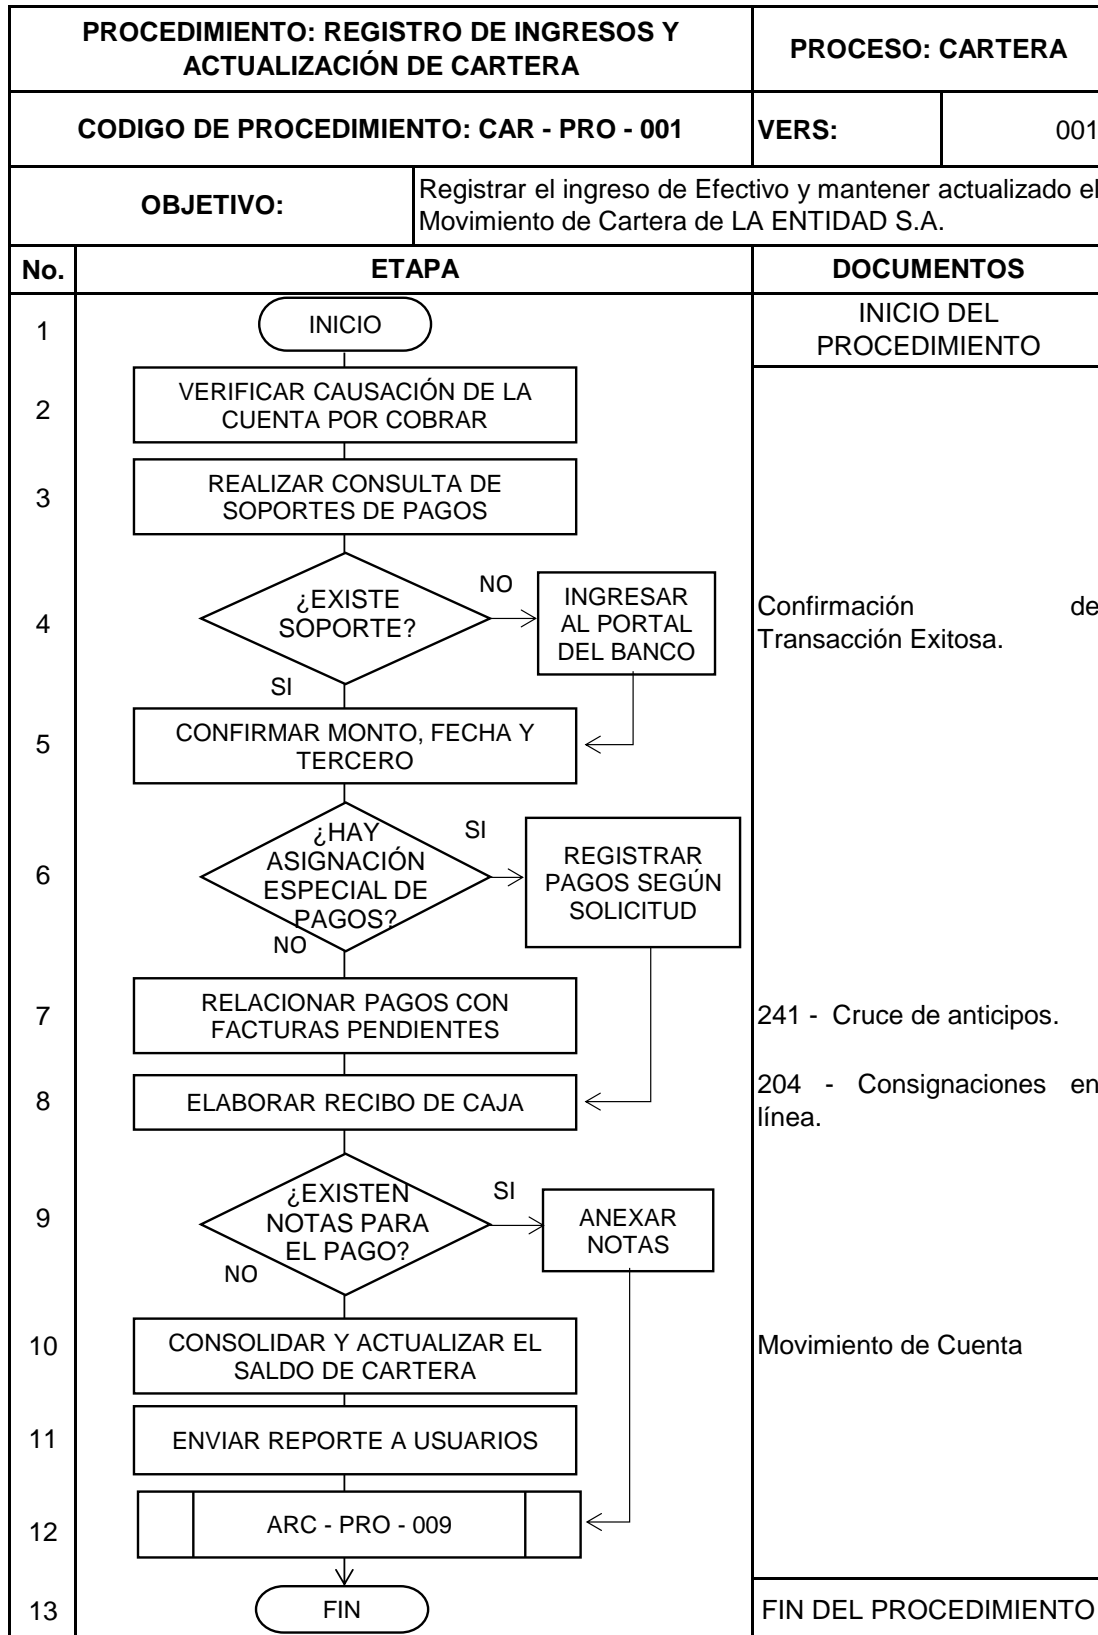 PROCEDIMIENTO: REGISTRO DE INGRESOS Y
ACTUALIZACIÓN DE CARTERA
PROCESO: CARTERA
CODIGO DE PROCEDIMIENTO: CAR - PRO - 001
VERS:
001
OBJETIVO:
Registrar el ingreso de Efectivo y mantener actualizado el
Movimiento de Cartera de LA ENTIDAD S.A.
No.
ETAPA
DOCUMENTOS
1
INICIO
INICIO DEL
PROCEDIMIENTO
2
VERIFICAR CAUSACIÓN DE LA
CUENTA POR COBRAR
3
REALIZAR CONSULTA DE
SOPORTES DE PAGOS
4
¿EXISTE
SOPORTE?
NO
INGRESAR
AL PORTAL
DEL BANCO
Confirmación de
Transacción Exitosa.
SI
5
CONFIRMAR MONTO, FECHA Y
TERCERO
6
¿HAY
ASIGNACIÓN
ESPECIAL DE
PAGOS?
SI
REGISTRAR
PAGOS SEGÚN
SOLICITUD
NO
7
RELACIONAR PAGOS CON
FACTURAS PENDIENTES
241 - Cruce de anticipos.
8
ELABORAR RECIBO DE CAJA
204 - Consignaciones en
línea.
9
¿EXISTEN
NOTAS PARA
EL PAGO?
SI
ANEXAR
NOTAS
NO
10
CONSOLIDAR Y ACTUALIZAR EL
SALDO DE CARTERA
Movimiento de Cuenta
11
ENVIAR REPORTE A USUARIOS
12
ARC - PRO - 009
13
FIN
FIN DEL PROCEDIMIENTO